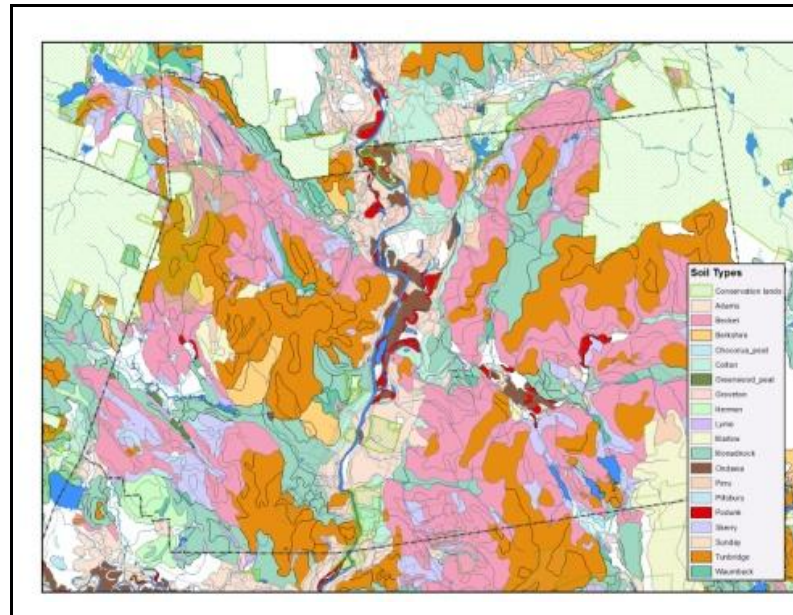 Soil Types
Conservation lands
Adams
Becket
Berkshire
Chocorua_peat
Colton
Greenwood_peat
Groveton
Hermon
Lyme
Marlow
Monadnock
Ondawa
Peru
Pillsbury
Podunk
Skerry
Sunday
Tunbridge
Waumbeck